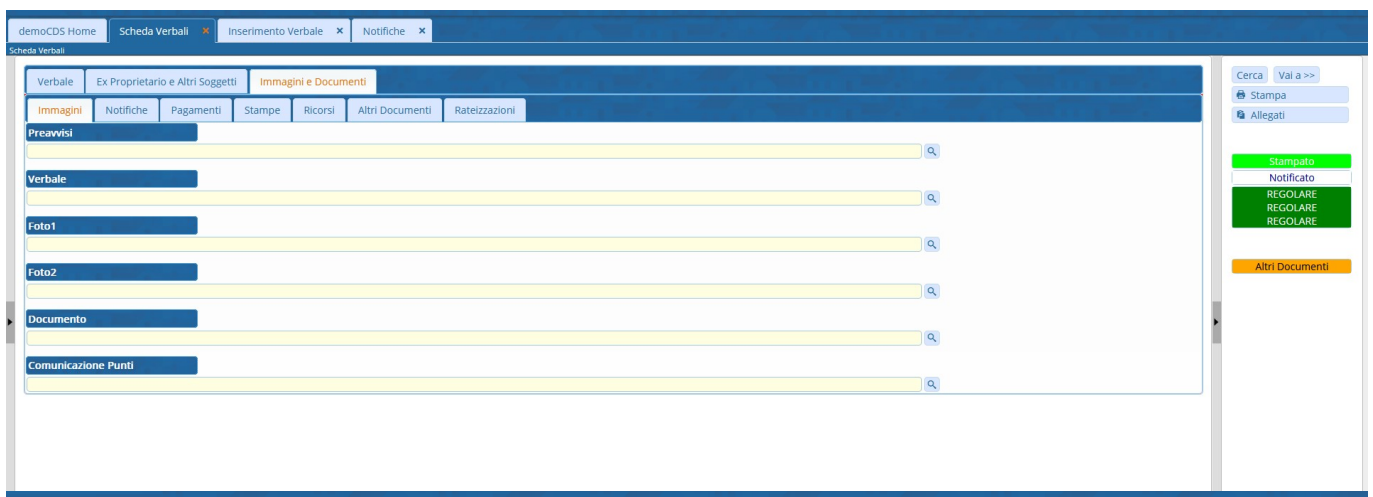 demoCDS Home Scheda Verbali × Inserimento Verbale × Notifiche ×
Scheda Verbali
Verbale Ex Proprietario e Altri Soggetti Immagini e Documenti
Immagini Notifiche Pagamenti Stampe Ricorsi Altri Documenti Rateizzazioni
Preavvisi
Verbale
Foto1
Foto2
Documento
Comunicazione Punti
Cerca Vai a >>
Stampa
Allegati
Stampato
Notificato
REGOLARE
REGOLARE
REGOLARE
Altri Documenti